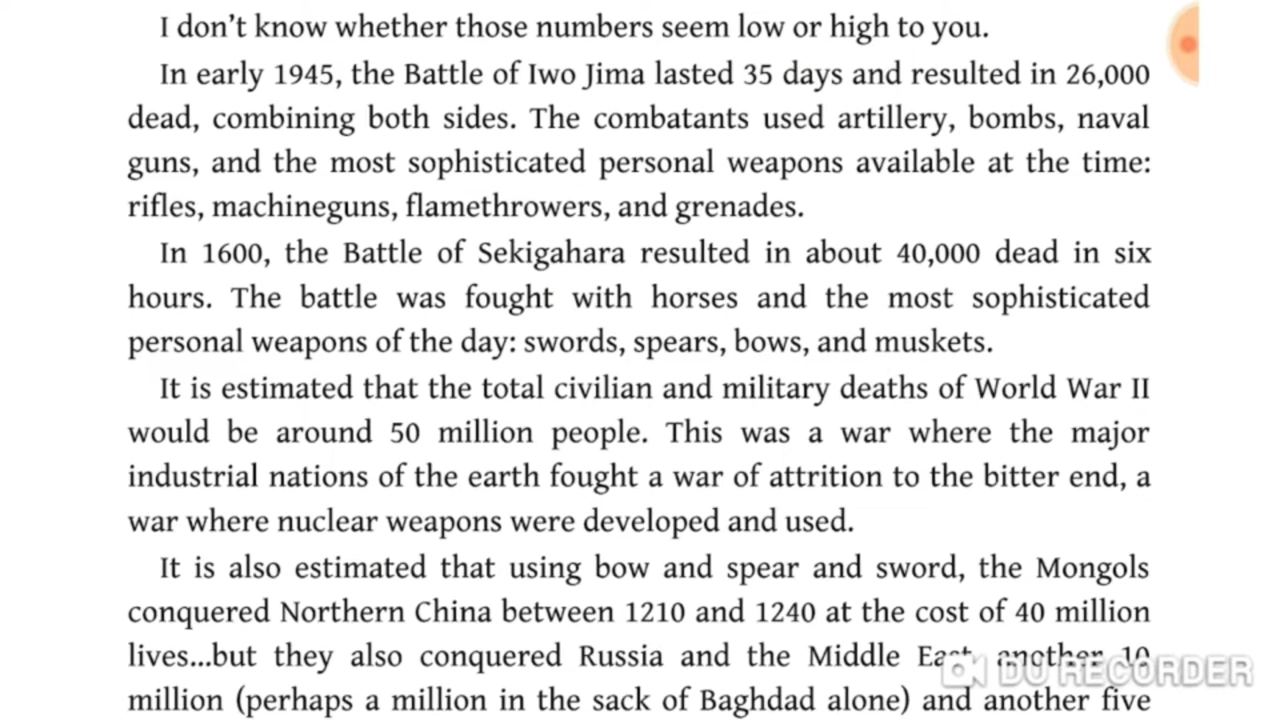 I don’t know whether those numbers seem low or high to you.
In early 1945, the Battle of Iwo Jima lasted 35 days and resulted in 26,000
dead, combining both sides. The combatants used artillery, bombs, naval
guns, and the most sophisticated personal weapons available at the time:
rifles, machineguns, flamethrowers, and grenades.
In 1600, the Battle of Sekigahara resulted in about 40,000 dead in six
hours. The battle was fought with horses and the most sophisticated
personal weapons of the day: swords, spears, bows, and muskets.
It is estimated that the total civilian and military deaths of World War II
would be around 50 million people. This was a war where the major
industrial nations of the earth fought a war of attrition to the bitter end, a
war where nuclear weapons were developed and used.
It is also estimated that using bow and spear and sword, the Mongols
conquered Northern China between 1210 and 1240 at the cost of 40 million
lives...but they also conquered Russia and the Middle East, another 10
DU RECORDER
million (perhaps a million in the sack of Baghdad alone) and another five